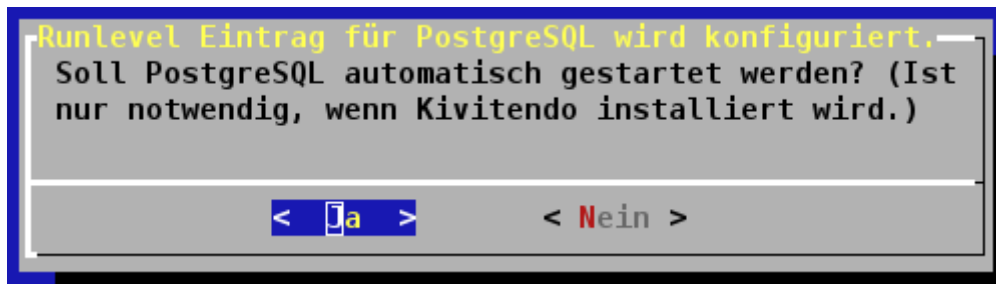 Runlevel Eintrag für PostgreSQL wird konfiguriert.
Soll PostgreSQL automatisch gestartet werden? (Ist
nur notwendig, wenn Kivitendo installiert wird.)
< Ja > < Nein >